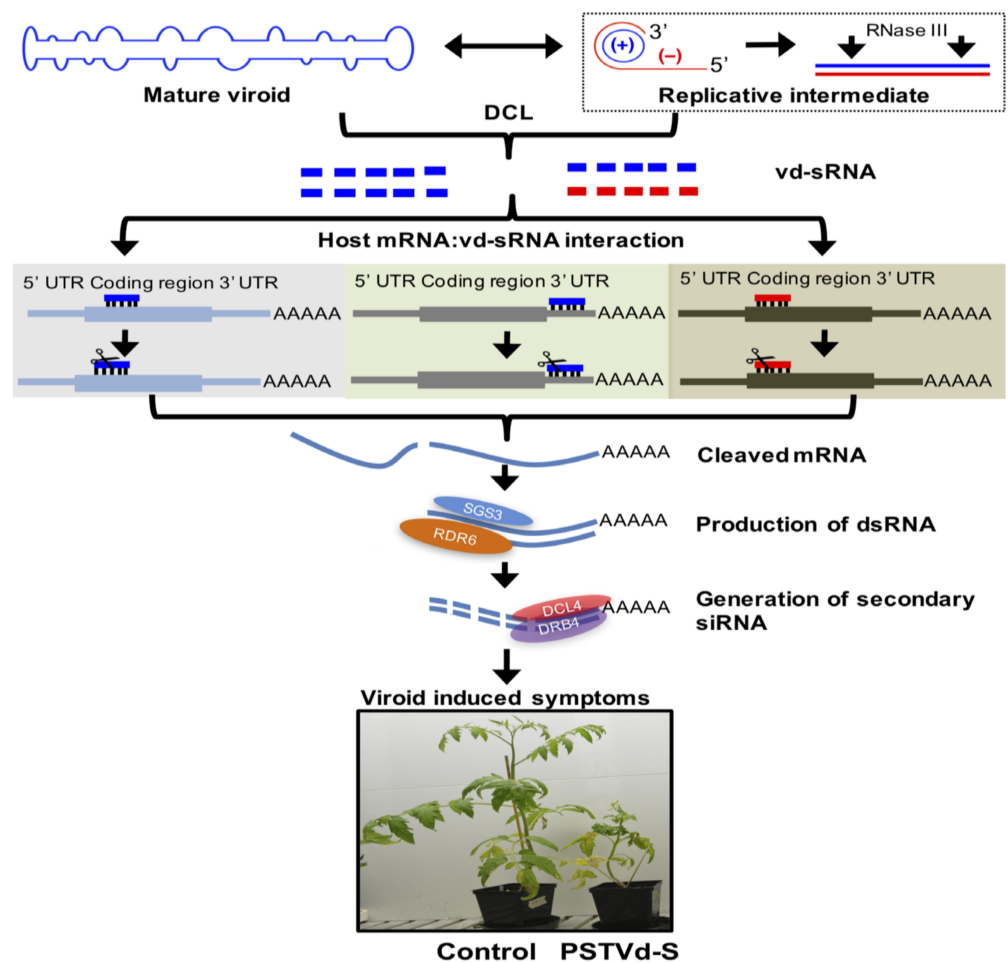 3’
(+)
(−)
5’
RNase III
Mature viroid
Replicative intermediate
DCL
vd-sRNA
Host mRNA:vd-sRNA interaction
5’ UTR Coding region 3’ UTR
5’ UTR Coding region 3’ UTR
5’ UTR Coding region 3’ UTR
AAAAA
AAAAA
AAAAA
AAAAA
AAAAA
AAAAA
AAAAA
Cleaved mRNA
SGS3
RDR6
AAAAA
Production of dsRNA
DCL4
DRB4
AAAAA
Generation of secondary
siRNA
Viroid induced symptoms
Control PSTVd-S